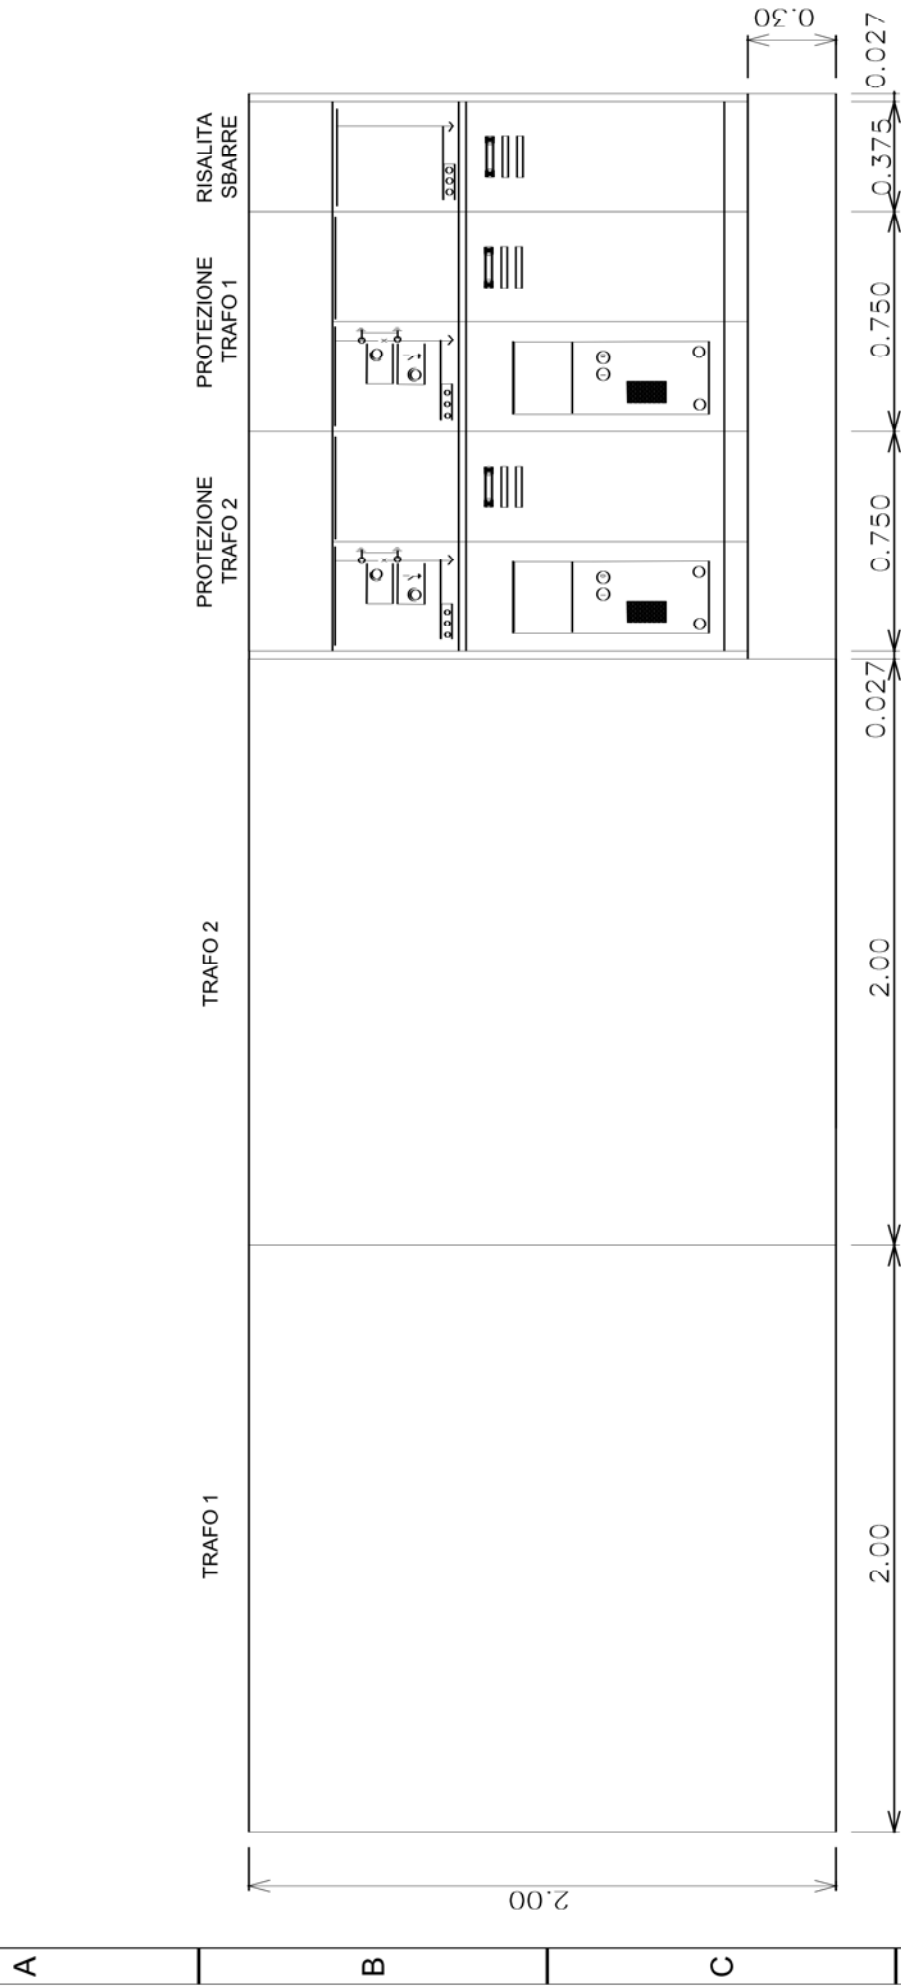 TRAFO 1
TRAFO 2
PROTEZIONE
TRAFO 2
PROTEZIONE
TRAFO 1
RISALITA
SBARRE
2.00
0.30
2.00
2.00
0.027
0.750
0.750
0.375
0.027
A
B
C